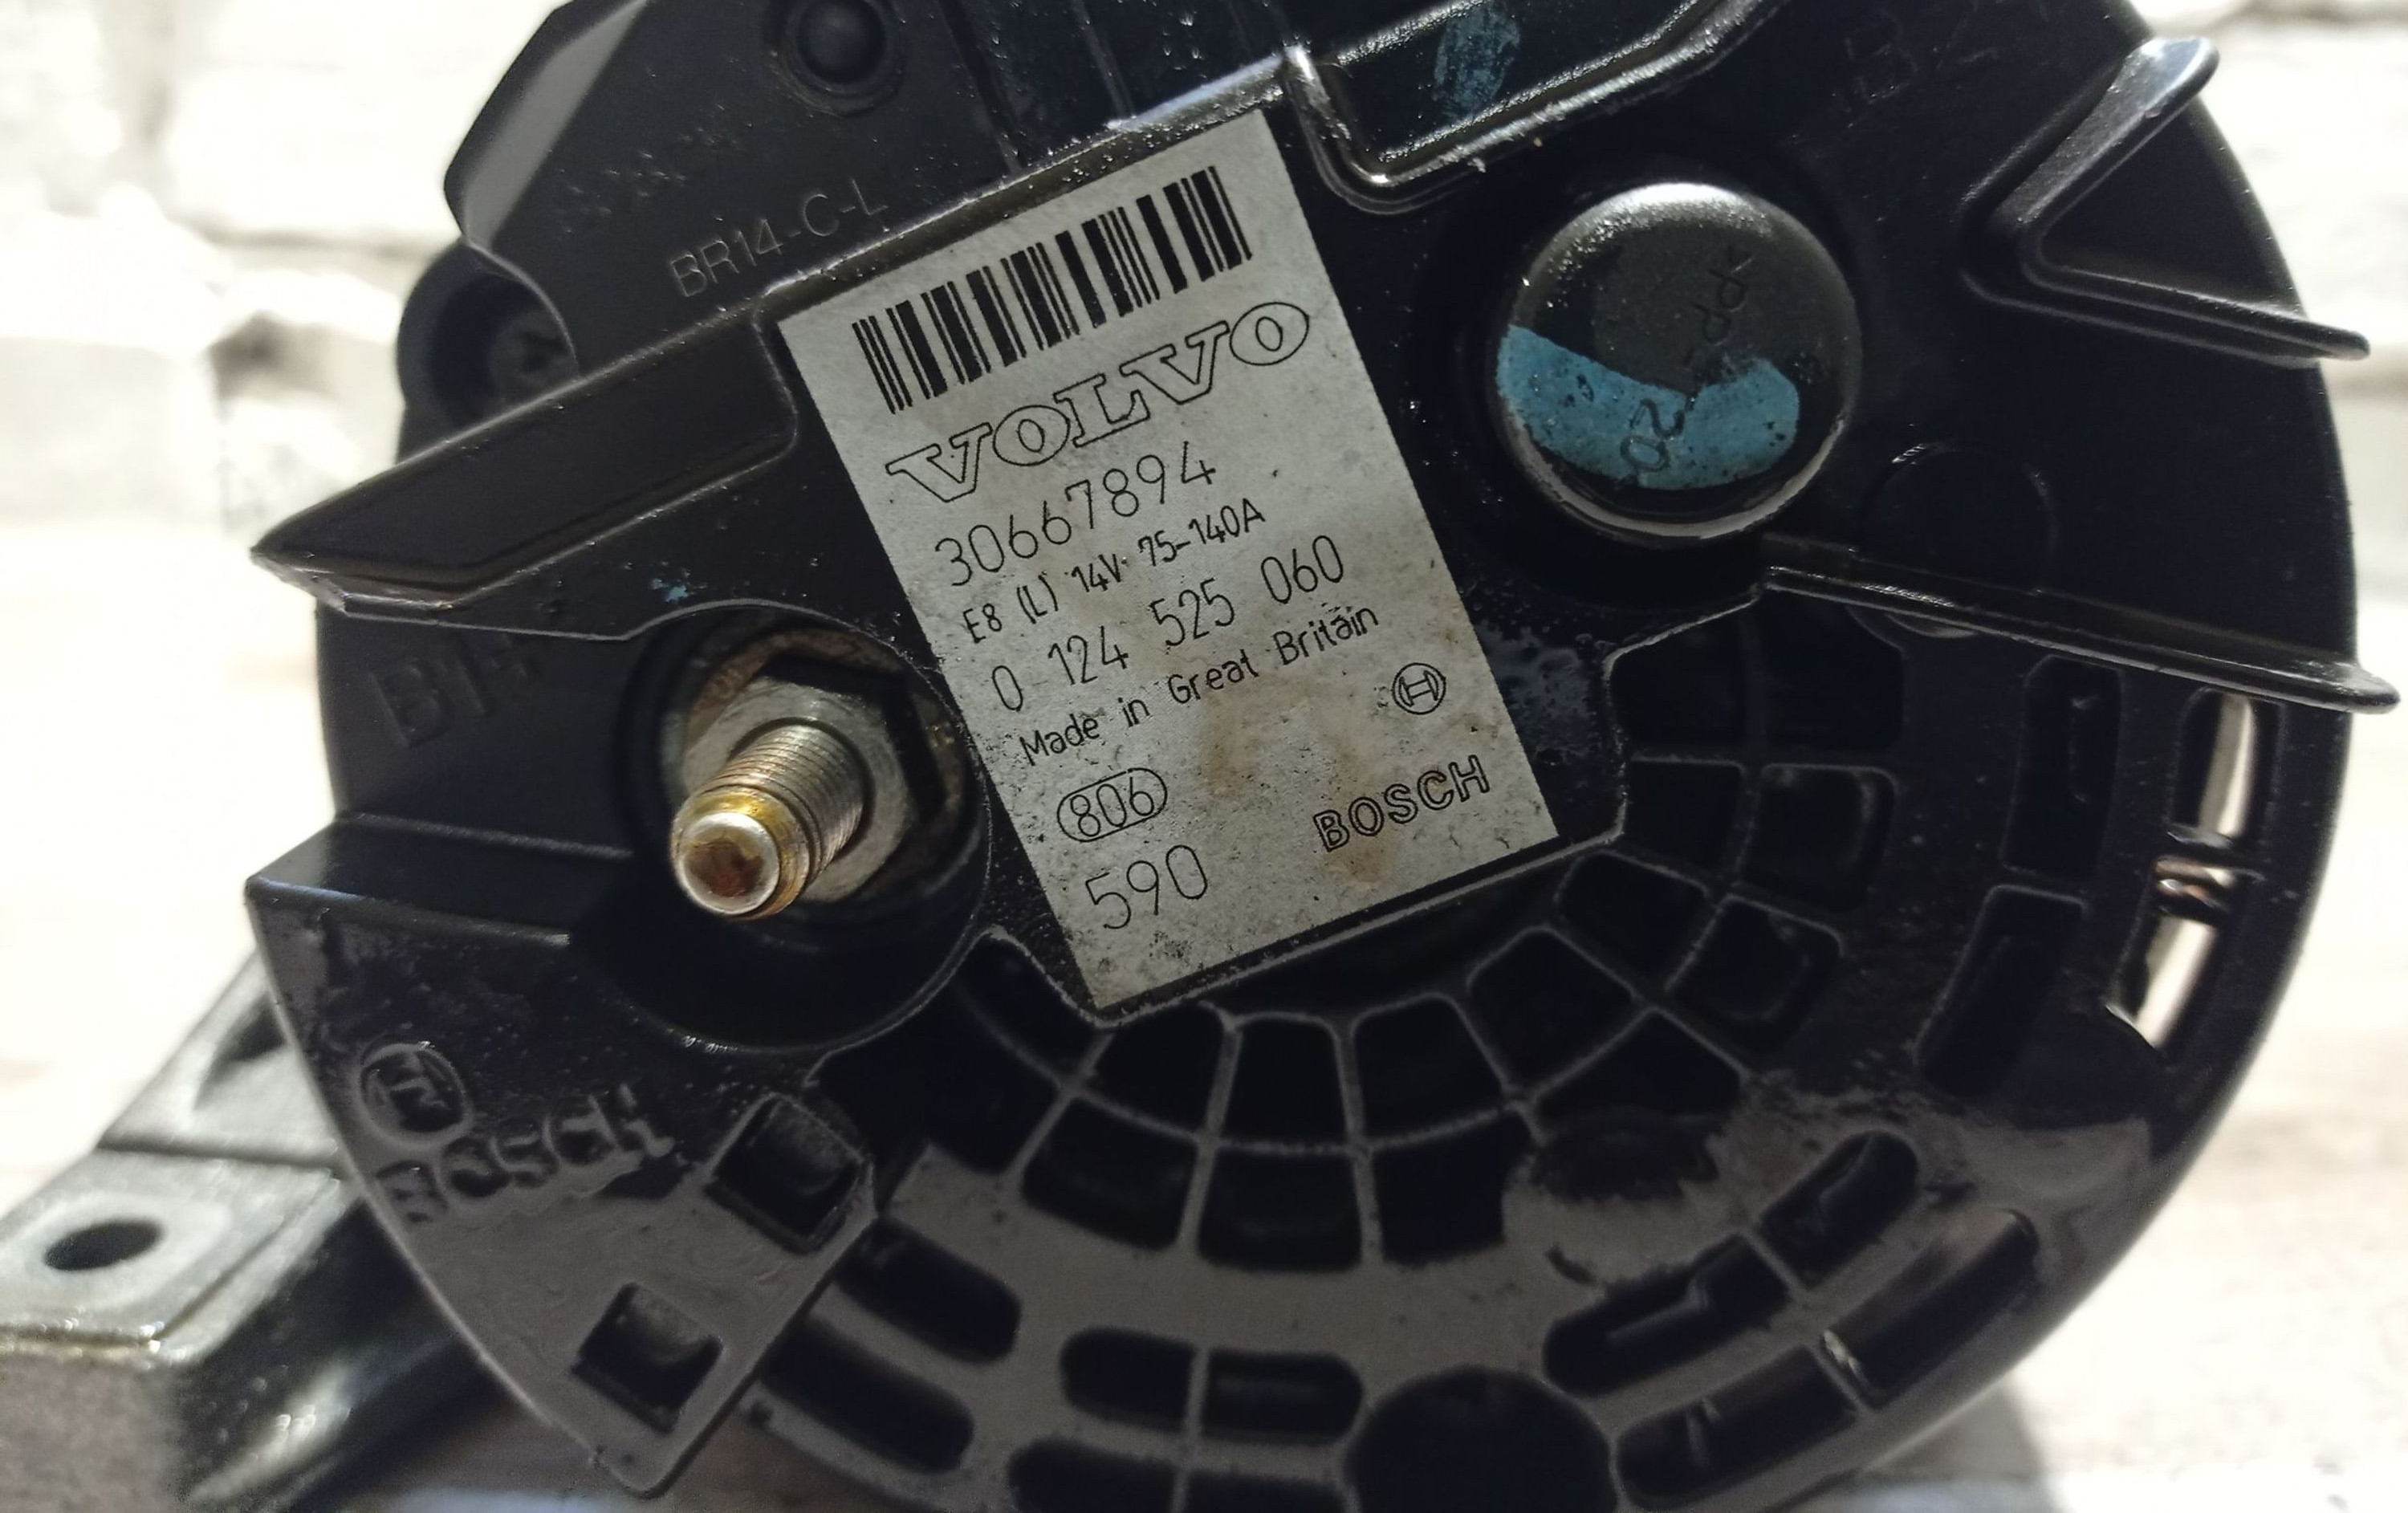 BR14-C-L
VOLVO
30667894
E8 (L) 14V 75-140A
0 124 525 060
Made in Great Britain
806
590
BOSCH
20
B+
BOSCH